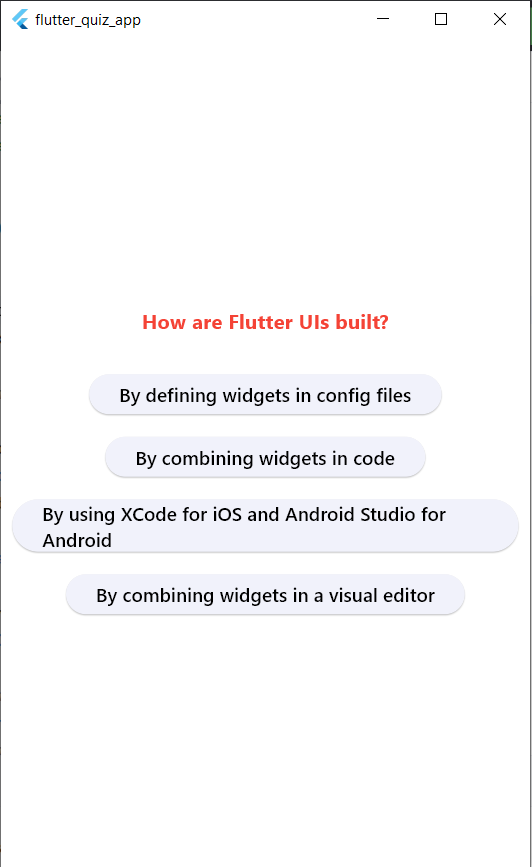 flutter_quiz_app
How are Flutter UIs built?
By defining widgets in config files
By combining widgets in code
By using XCode for iOS and Android Studio for
Android
By combining widgets in a visual editor